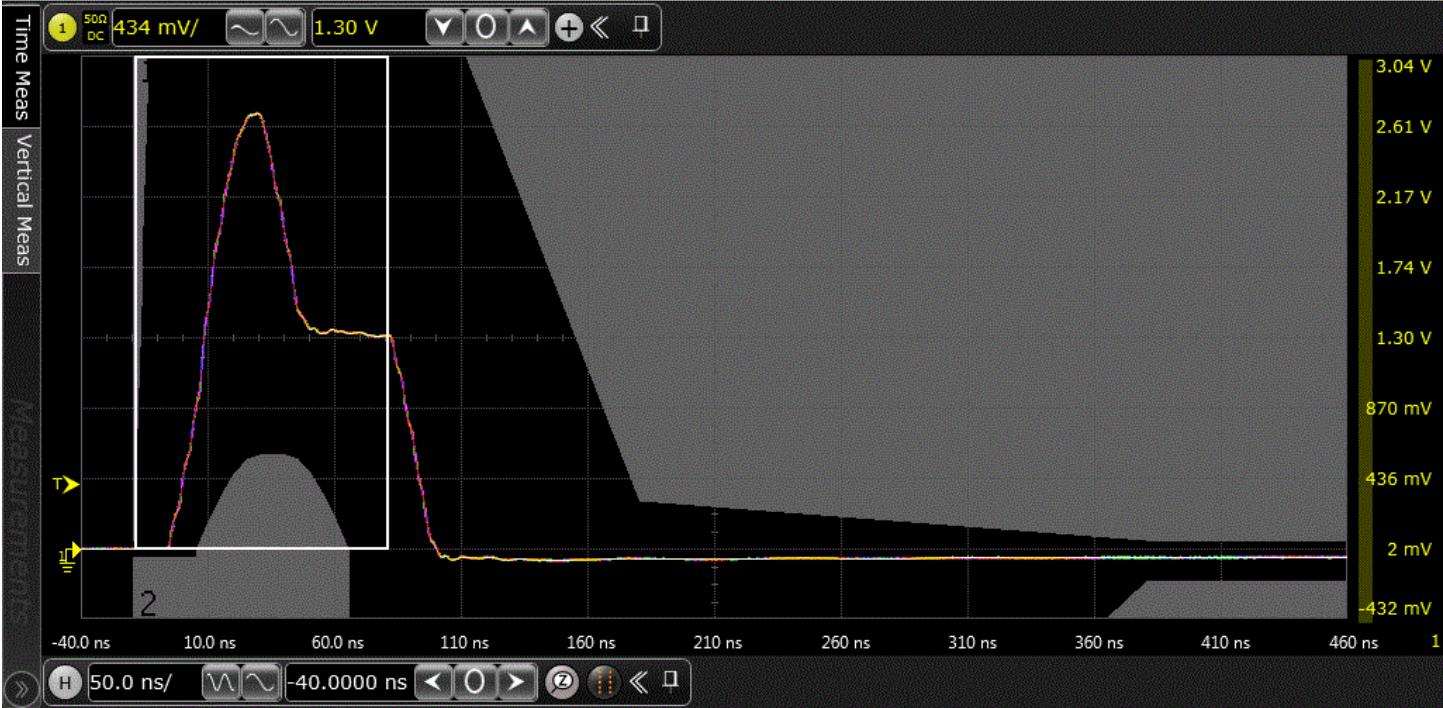 1 50Ω DC 434 mV/ 1.30 V
Time Meas
Vertical Meas
Measurements
3.04 V
2.61 V
2.17 V
1.74 V
1.30 V
870 mV
436 mV
2 mV
-432 mV
T
1
2
-40.0 ns 10.0 ns 60.0 ns 110 ns 160 ns 210 ns 260 ns 310 ns 360 ns 410 ns 460 ns 1
H 50.0 ns/ -40.0000 ns 0 Z